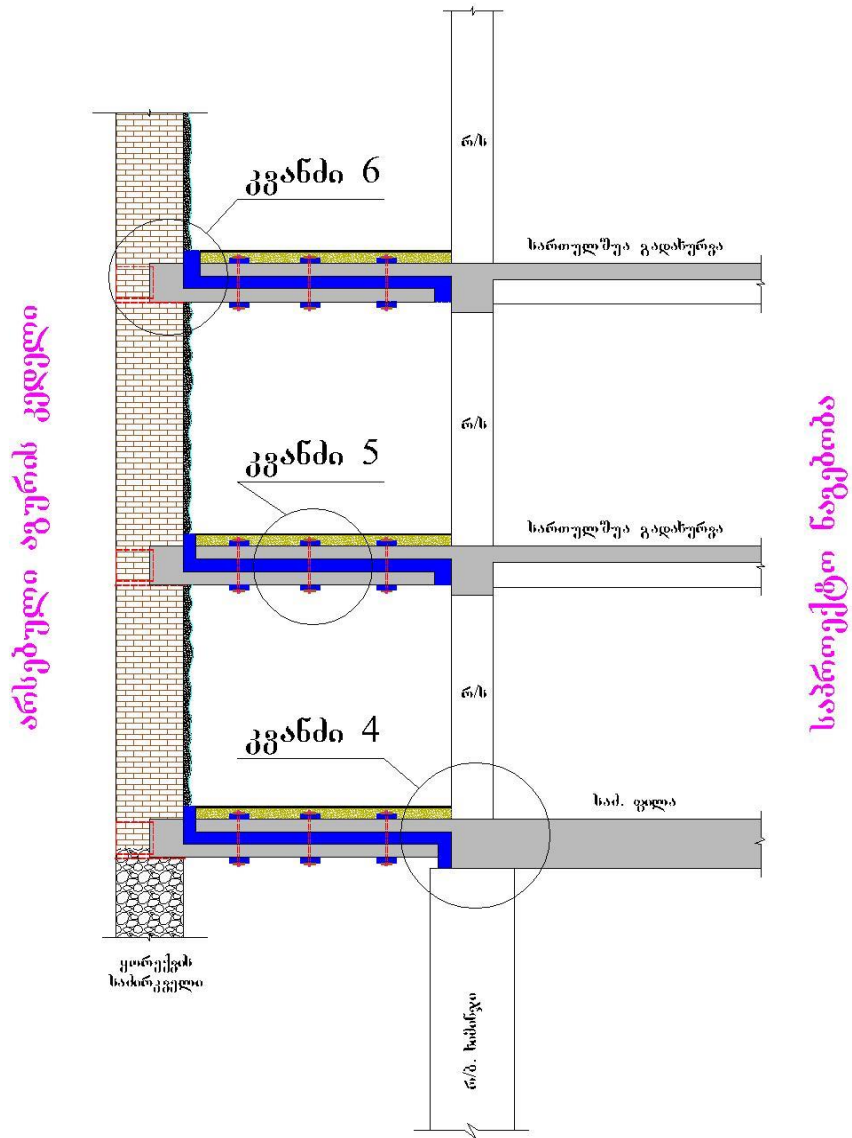 რ/ს
კვანძი 6
სართულშუა გადახურვა
არსებული აგურის კედელი
საპროექტო ნაგებობა
რ/ს
კვანძი 5
სართულშუა გადახურვა
რ/ს
კვანძი 4
საძ. ფილა
ყორექვის
საძირკველი
რ/ბ. ხიმინჯი